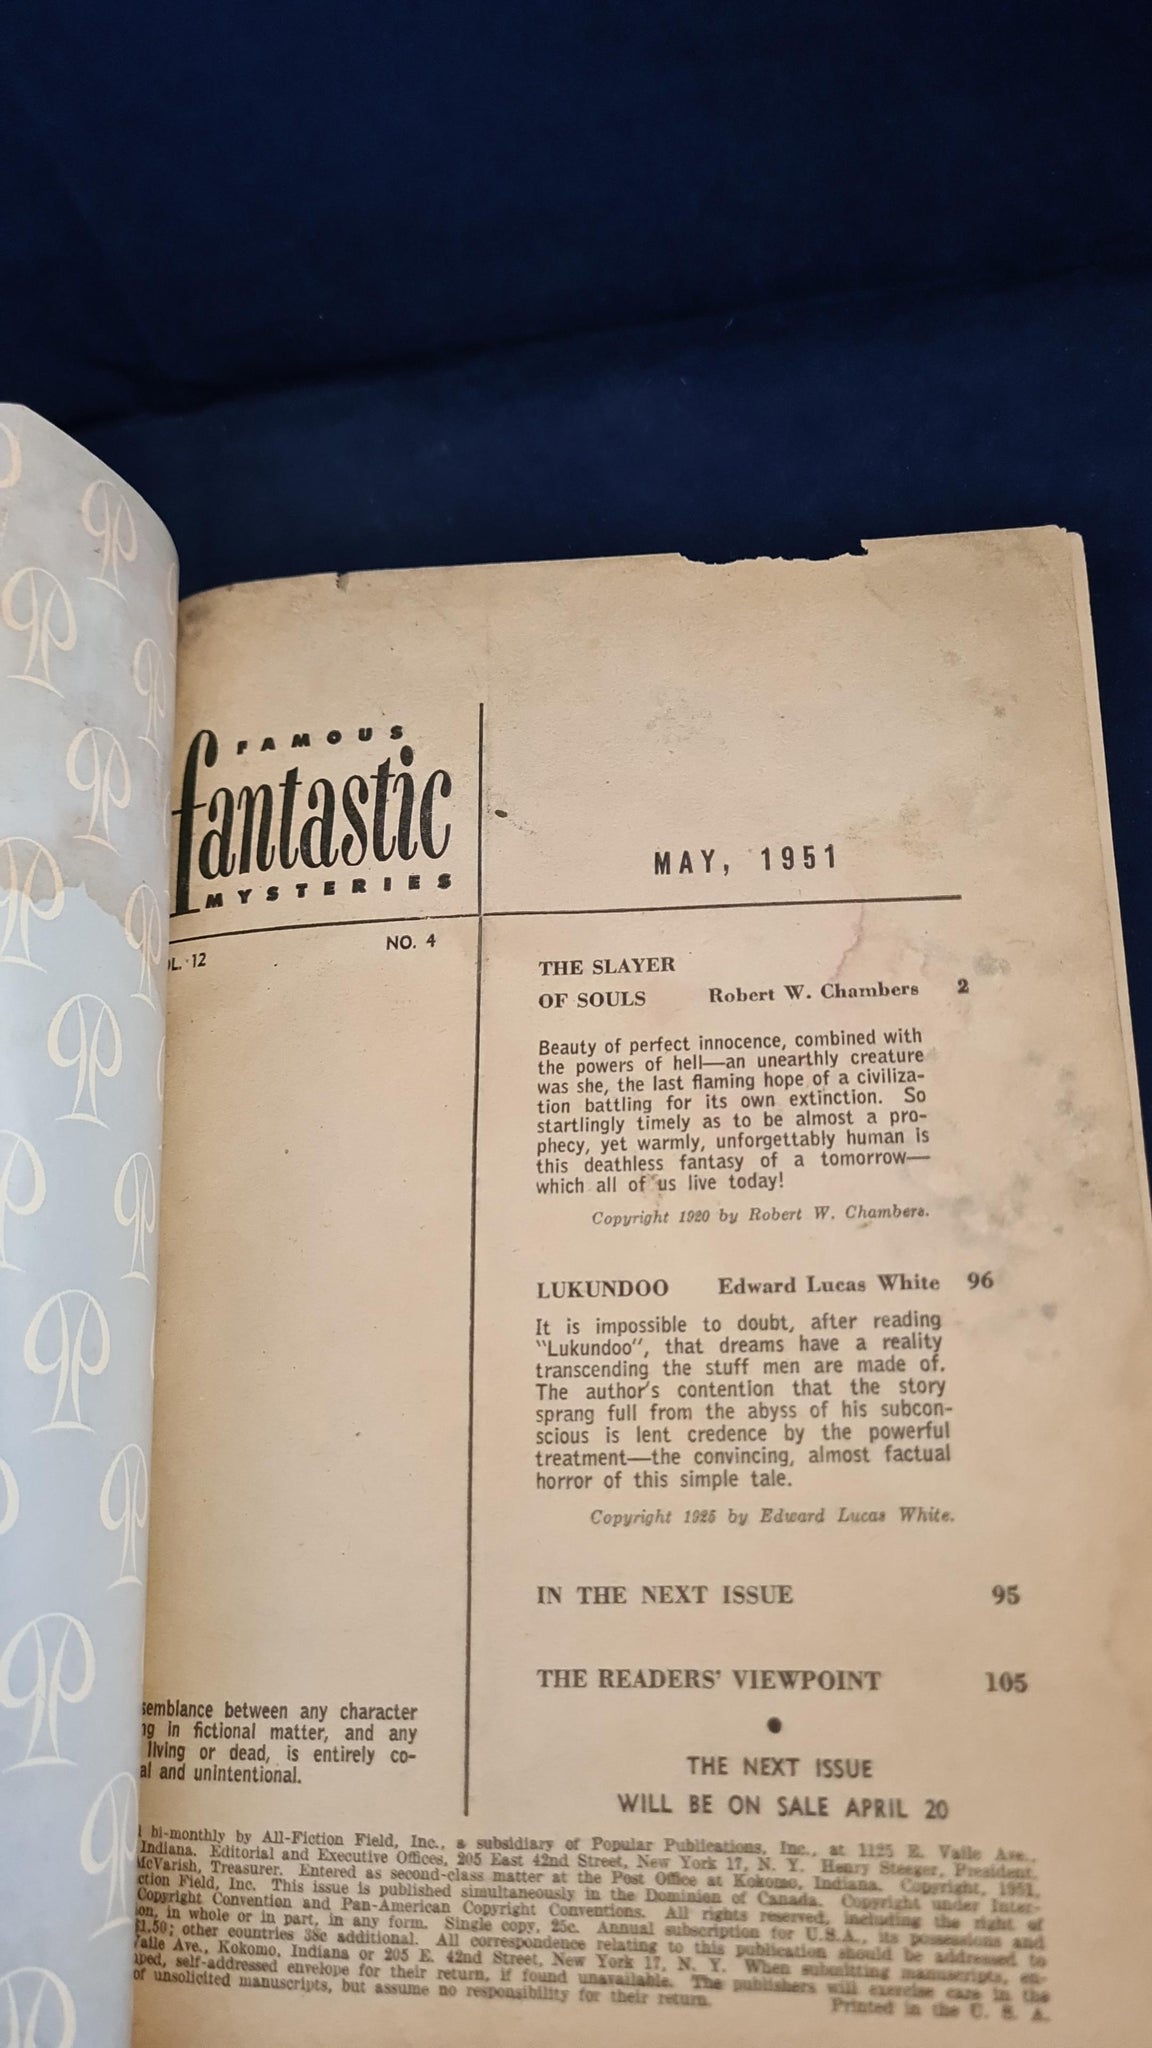 FAMOUS
fantastic
MYSTERIES
MAY, 1951
OL. 12 NO. 4
THE SLAYER
OF SOULS Robert W. Chambers 2
Beauty of perfect innocence, combined with
the powers of hell—an unearthly creature
was she, the last flaming hope of a civiliza-
tion battling for its own extinction. So
startlingly timely as to be almost a pro-
phecy, yet warmly, unforgettably human is
this deathless fantasy of a tomorrow—
which all of us live today!
Copyright 1920 by Robert W. Chambers.
LUKUNDOO Edward Lucas White 96
It is impossible to doubt, after reading
"Lukundoo", that dreams have a reality
transcending the stuff men are made of.
The author's contention that the story
sprang full from the abyss of his subcon-
scious is lent credence by the powerful
treatment—the convincing, almost factual
horror of this simple tale.
Copyright 1925 by Edward Lucas White.
IN THE NEXT ISSUE 95
THE READERS' VIEWPOINT 105
●
THE NEXT ISSUE
WILL BE ON SALE APRIL 20
semblance between any character
ng in fictional matter, and any
living or dead, is entirely co-
al and unintentional.
bi-monthly by All-Fiction Field, Inc., a subsidiary of Popular Publications, Inc., at 1125 E. Vaile Ave.,
Indiana. Editorial and Executive Offices, 205 East 42nd Street, New York 17, N. Y. Henry Steeger, President.
McVarish, Treasurer. Entered as second-class matter at the Post Office at Kokomo, Indiana. Copyright, 1951,
ction Field, Inc. This issue is published simultaneously in the Dominion of Canada. Copyright under Inter-
Copyright Convention and Pan-American Copyright Conventions. All rights reserved, including the right of
on, in whole or in part, in any form. Single copy, 25c. Annual subscription for U.S.A., its possessions and
$1.50; other countries 38c additional. All correspondence relating to this publication should be addressed to
Vaile Ave., Kokomo, Indiana or 205 E. 42nd Street, New York 17, N. Y. When submitting manuscripts, en-
ped, self-addressed envelope for their return, if found unavailable. The publishers will exercise care in the
of unsolicited manuscripts, but assume no responsibility for their return. Printed in the U. S. A.